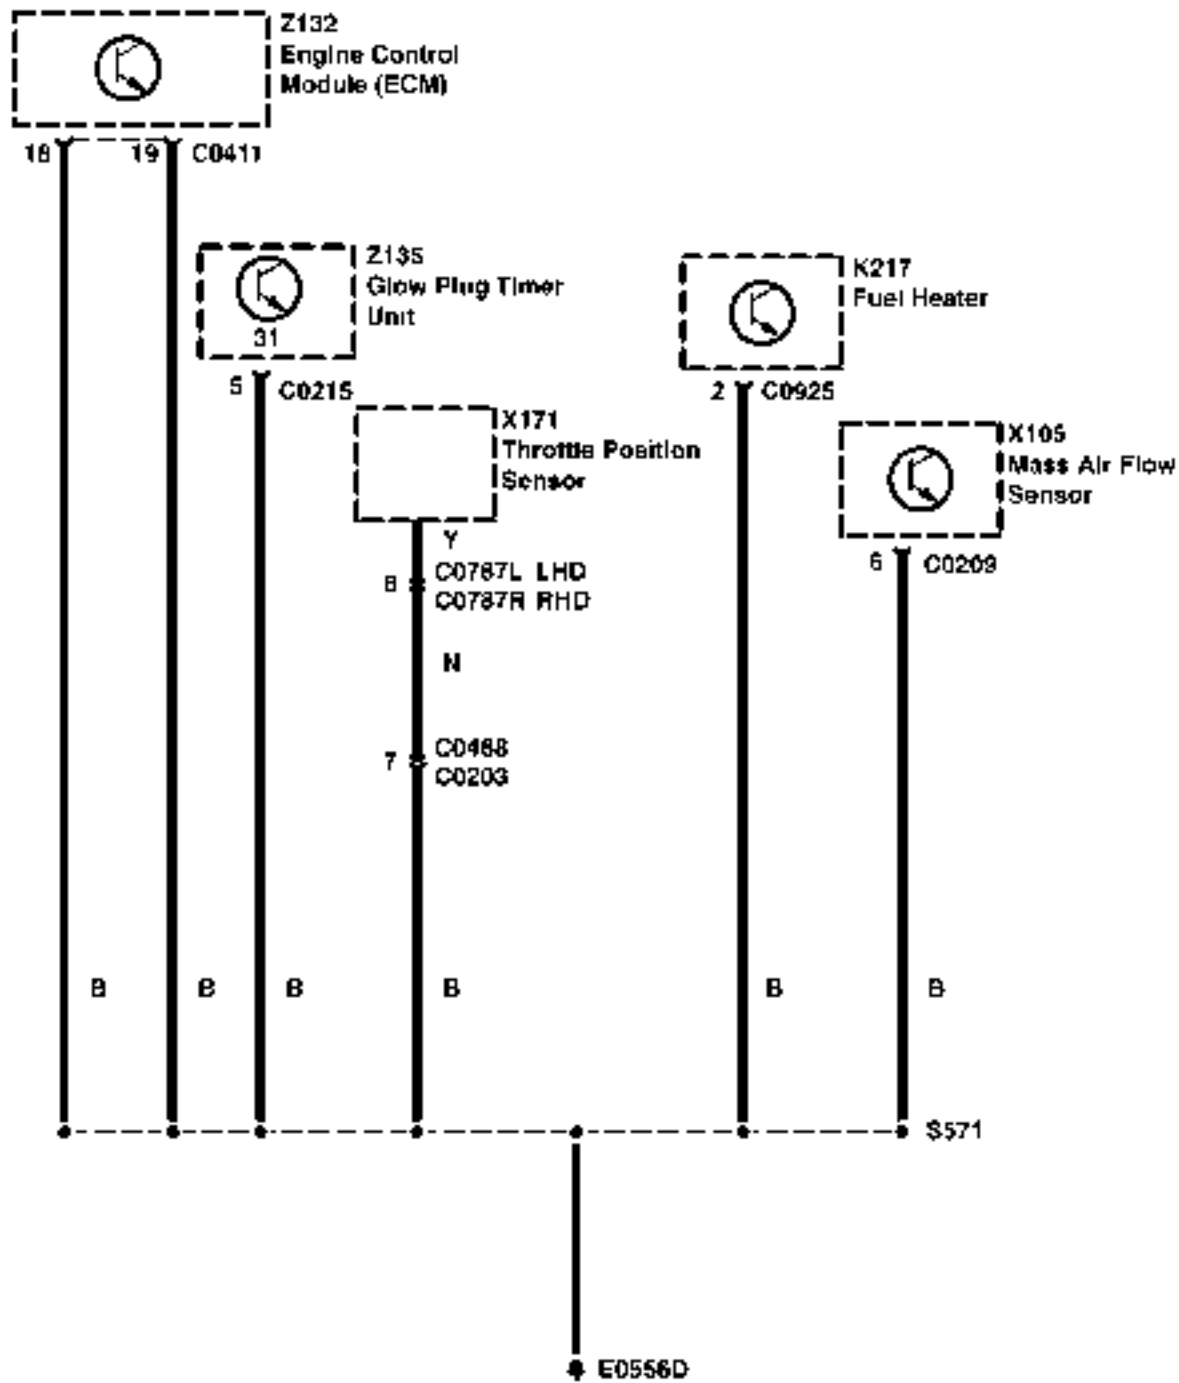 Z132
Engine Control
Module (ECM)
18 19 C0411
Z135
Glow Plug Timer
Unit
31
5 C0215
K217
Fuel Heater
2 C0925
X171
Throttle Position
Sensor
X105
Mass Air Flow
Sensor
6 C0209
Y
C0787L LHD
C0787R RHD
N
7 C0468
C0203
B B B B B B
S571
E0556D